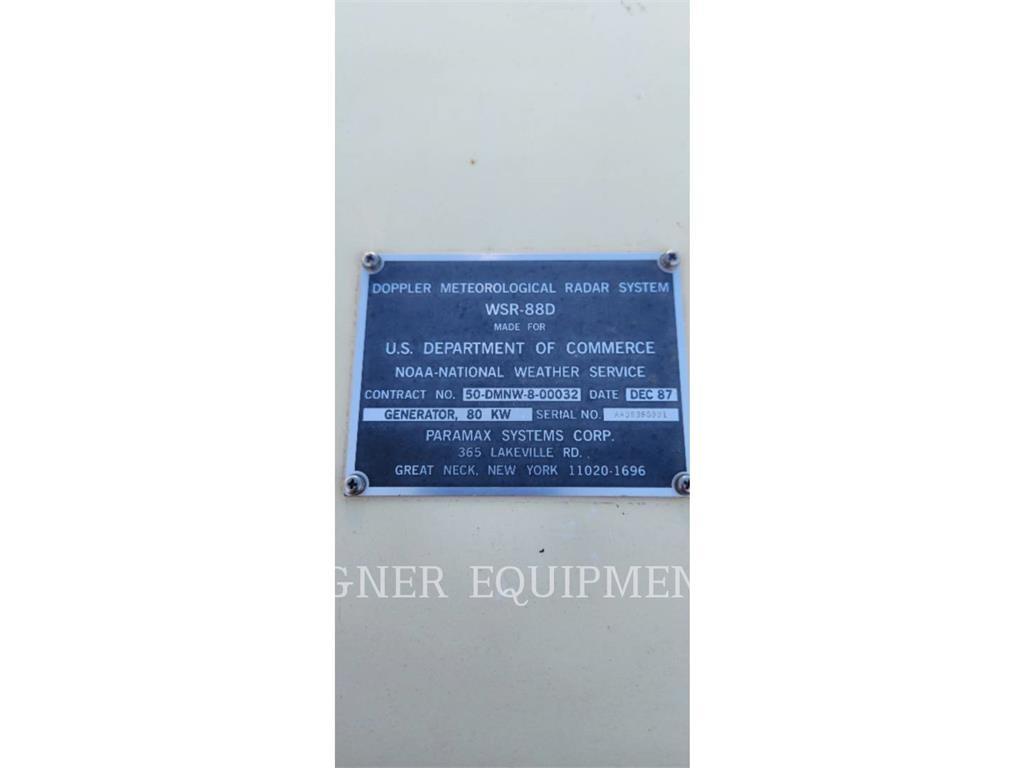 DOPPLER METEOROLOGICAL RADAR SYSTEM
WSR-88D
MADE FOR
U.S. DEPARTMENT OF COMMERCE
NOAA-NATIONAL WEATHER SERVICE
CONTRACT NO. 50-DMNW-8-00032 DATE DEC 87
GENERATOR, 80 KW SERIAL NO.
PARAMAX SYSTEMS CORP.
365 LAKEVILLE RD.
GREAT NECK, NEW YORK 11020-1696
GNER EQUIPMEN